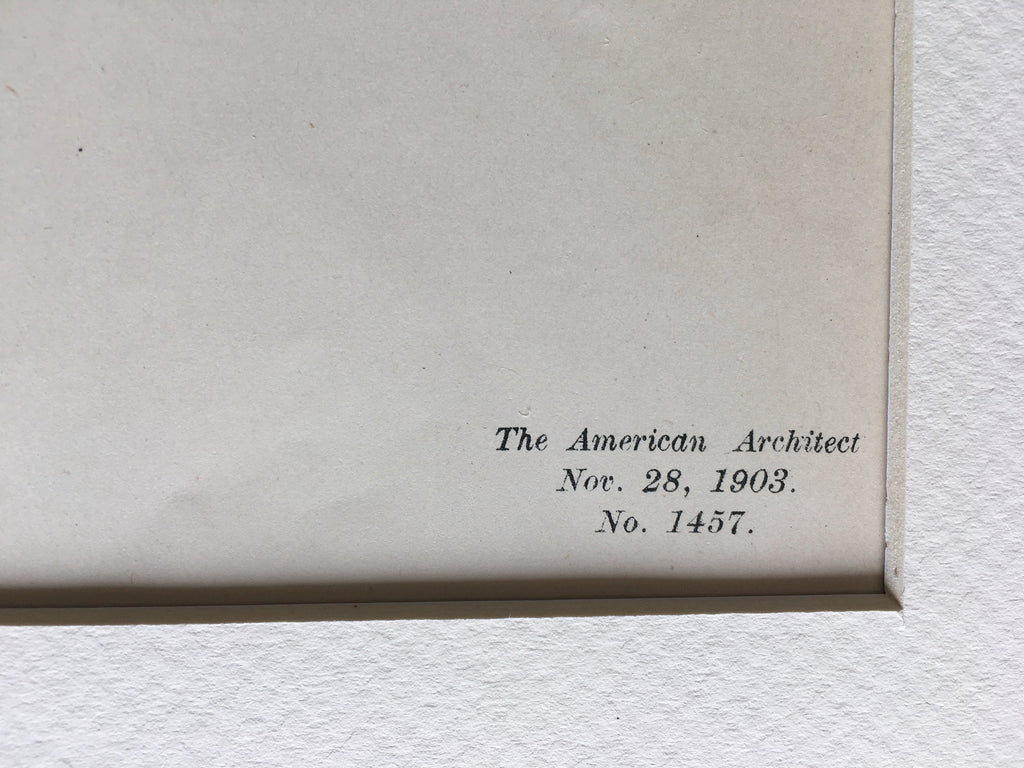 The American Architect
Nov. 28, 1903.
No. 1457.